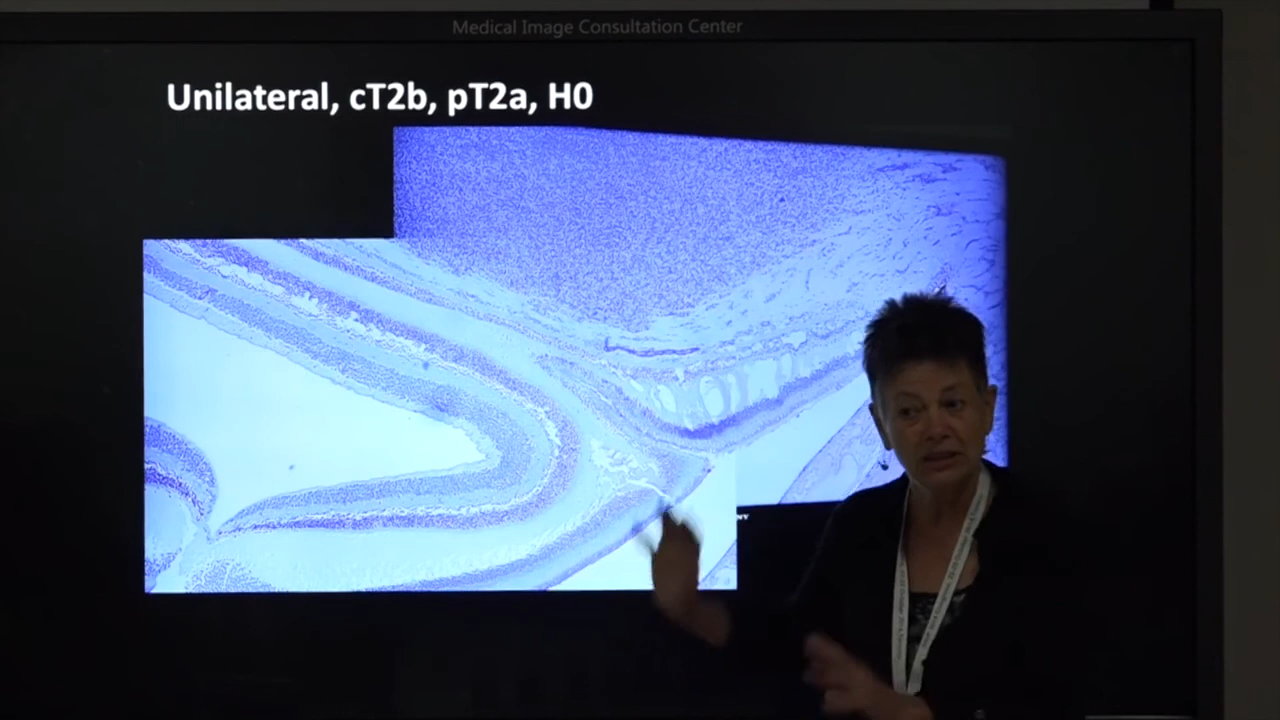 Medical Image Consultation Center
Unilateral, cT2b, pT2a, H0